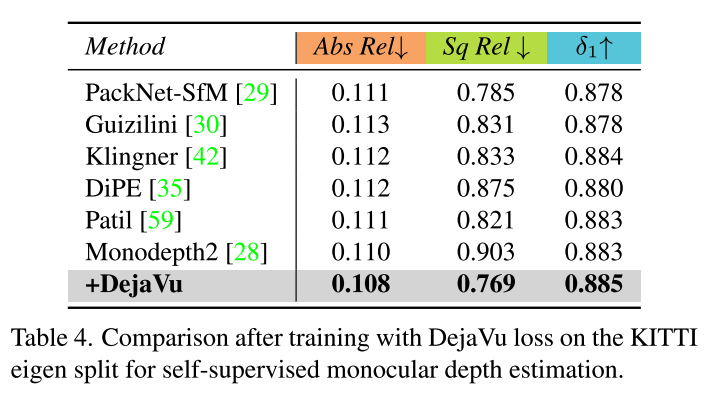 Method Abs Rel↓ Sq Rel ↓ δ1↑
PackNet-SfM [29] 0.111 0.785 0.878
Guizilini [30] 0.113 0.831 0.878
Klingner [42] 0.112 0.833 0.884
DiPE [35] 0.112 0.875 0.880
Patil [59] 0.111 0.821 0.883
Monodepth2 [28] 0.110 0.903 0.883
+DejaVu 0.108 0.769 0.885
Table 4. Comparison after training with DejaVu loss on the KITTI
eigen split for self-supervised monocular depth estimation.